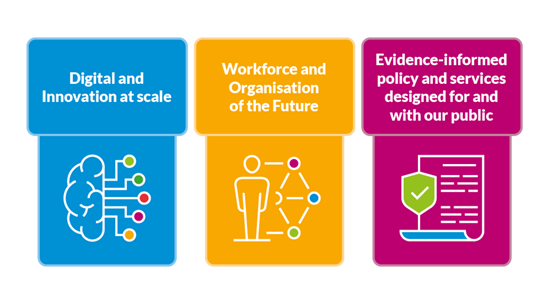 Digital and
Innovation at scale
Workforce and
Organisation
of the Future
Evidence-informed
policy and services
designed for and
with our public